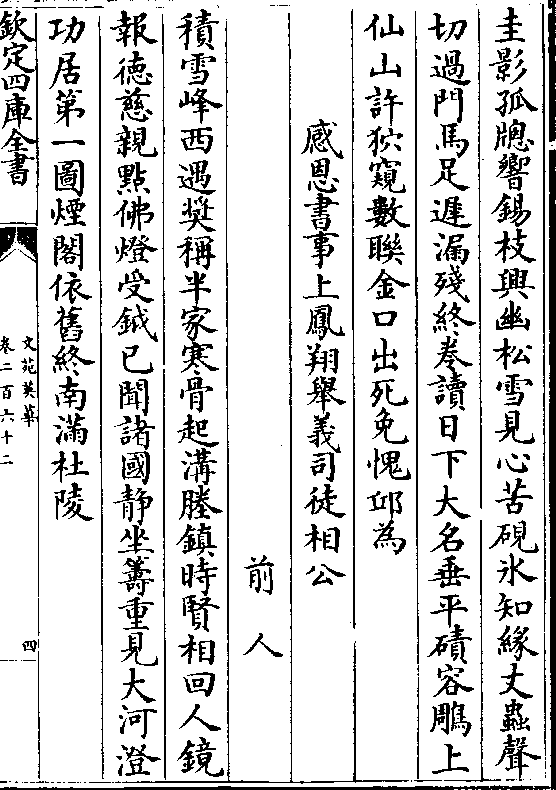 圭影孤牕響錫枝興幽松雪見心苦硯氷知緣丈蟲聲
切過門馬足遲漏殘終卷讀日下大名垂平磧容鵰上
仙山許狖窺數聯金口出死免愧邱為
感恩書事上鳳翔舉義司徒相公
前人
積雪峰西遇奬稱半家寒骨起溝塍鎮時賢相回人鏡
報徳慈親點佛燈受鉞已聞諸國静坐籌重見大河澄
功居第一圖煙閣依舊終南滿杜陵
欽定四庫全書
文苑英華
卷二百六十二
四